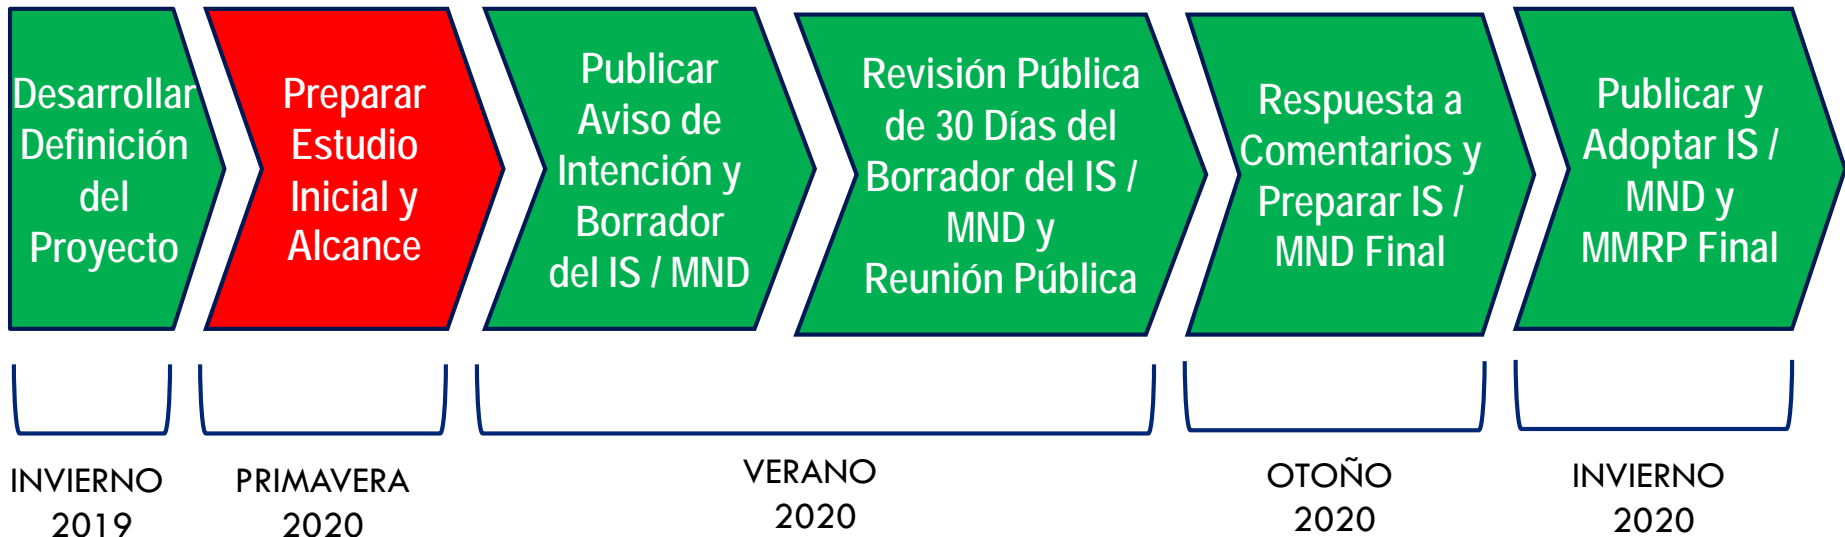 Desarrollar
Definición
del
Proyecto
Preparar
Estudio
Inicial y
Alcance
Publicar
Aviso de
Intención y
Borrador
del IS / MND
Revisión Pública
de 30 Días del
Borrador del IS /
MND y
Reunión Pública
Respuesta a
Comentarios y
Preparar IS /
MND Final
Publicar y
Adoptar IS /
MND y
MMRP Final
INVIERNO
2019
PRIMAVERA
2020
VERANO
2020
OTOÑO
2020
INVIERNO
2020